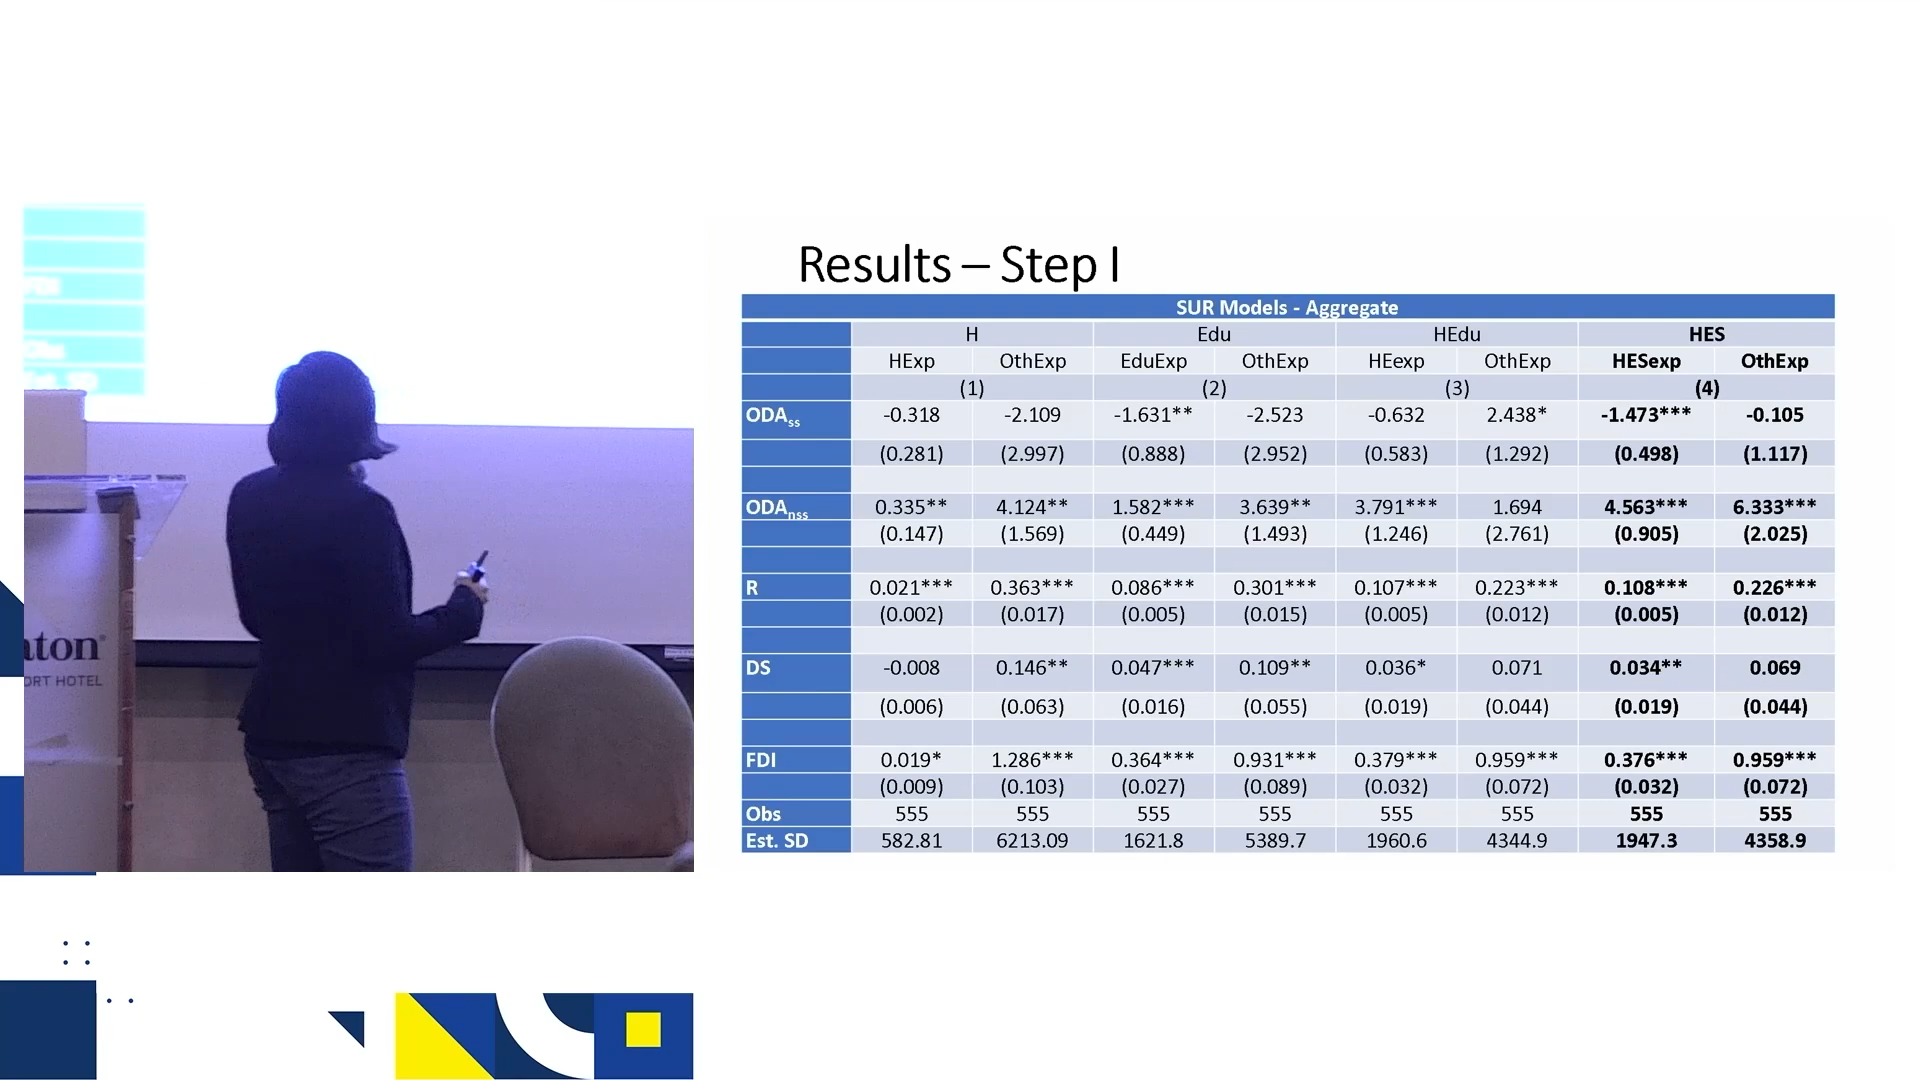 Results – Step I
SUR Models - Aggregate
H Edu HEdu HES
HExp OthExp EduExp OthExp HEexp OthExp HESexp OthExp
(1) (2) (3) (4)
ODAss -0.318 -2.109 -1.631** -2.523 -0.632 2.438* -1.473*** -0.105
(0.281) (2.997) (0.888) (2.952) (0.583) (1.292) (0.498) (1.117)
ODAnss 0.335** 4.124** 1.582*** 3.639** 3.791*** 1.694 4.563*** 6.333***
(0.147) (1.569) (0.449) (1.493) (1.246) (2.761) (0.905) (2.025)
R 0.021*** 0.363*** 0.086*** 0.301*** 0.107*** 0.223*** 0.108*** 0.226***
(0.002) (0.017) (0.005) (0.015) (0.005) (0.012) (0.005) (0.012)
DS -0.008 0.146** 0.047*** 0.109** 0.036* 0.071 0.034** 0.069
(0.006) (0.063) (0.016) (0.055) (0.019) (0.044) (0.019) (0.044)
FDI 0.019* 1.286*** 0.364*** 0.931*** 0.379*** 0.959*** 0.376*** 0.959***
(0.009) (0.103) (0.027) (0.089) (0.032) (0.072) (0.032) (0.072)
Obs 555 555 555 555 555 555 555 555
Est. SD 582.81 6213.09 1621.8 5389.7 1960.6 4344.9 1947.3 4358.9
aton
ORT HOTEL